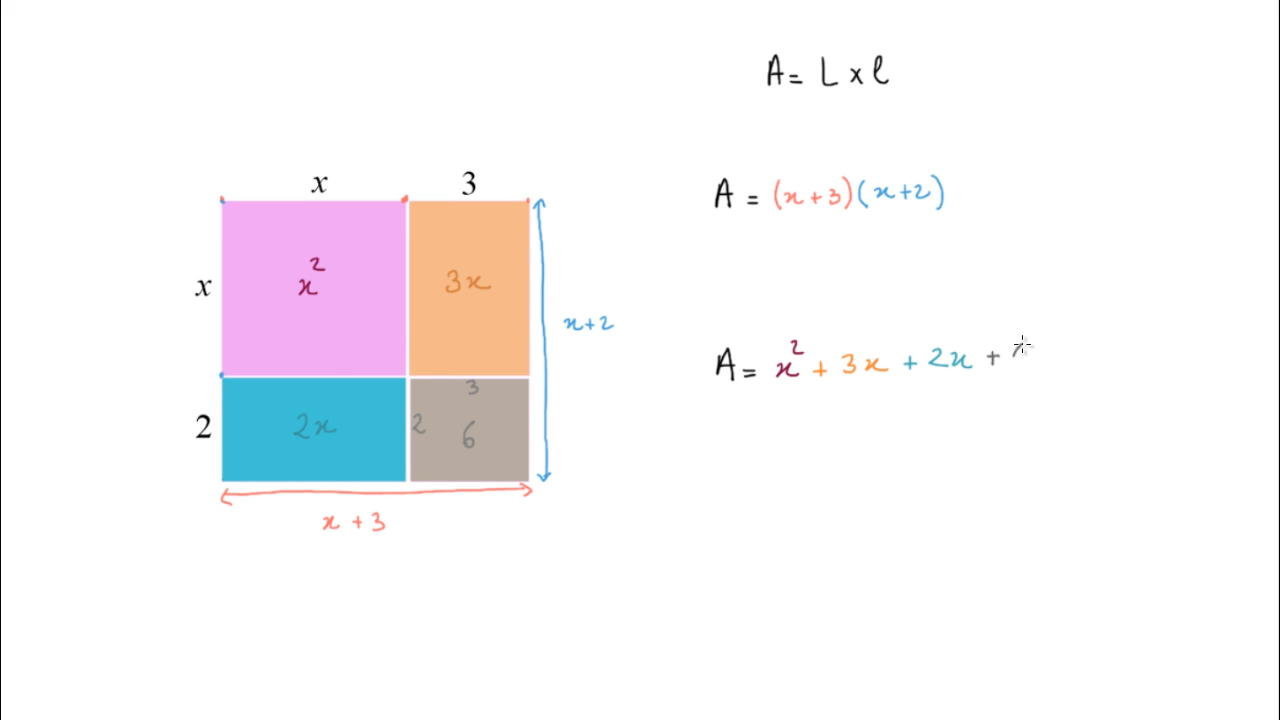 A = L × l
x 3
A = (x+3)(x+2)
x² 3x
x
x+2
A = x² + 3x + 2x +
3
2 2x 2 6
x + 3